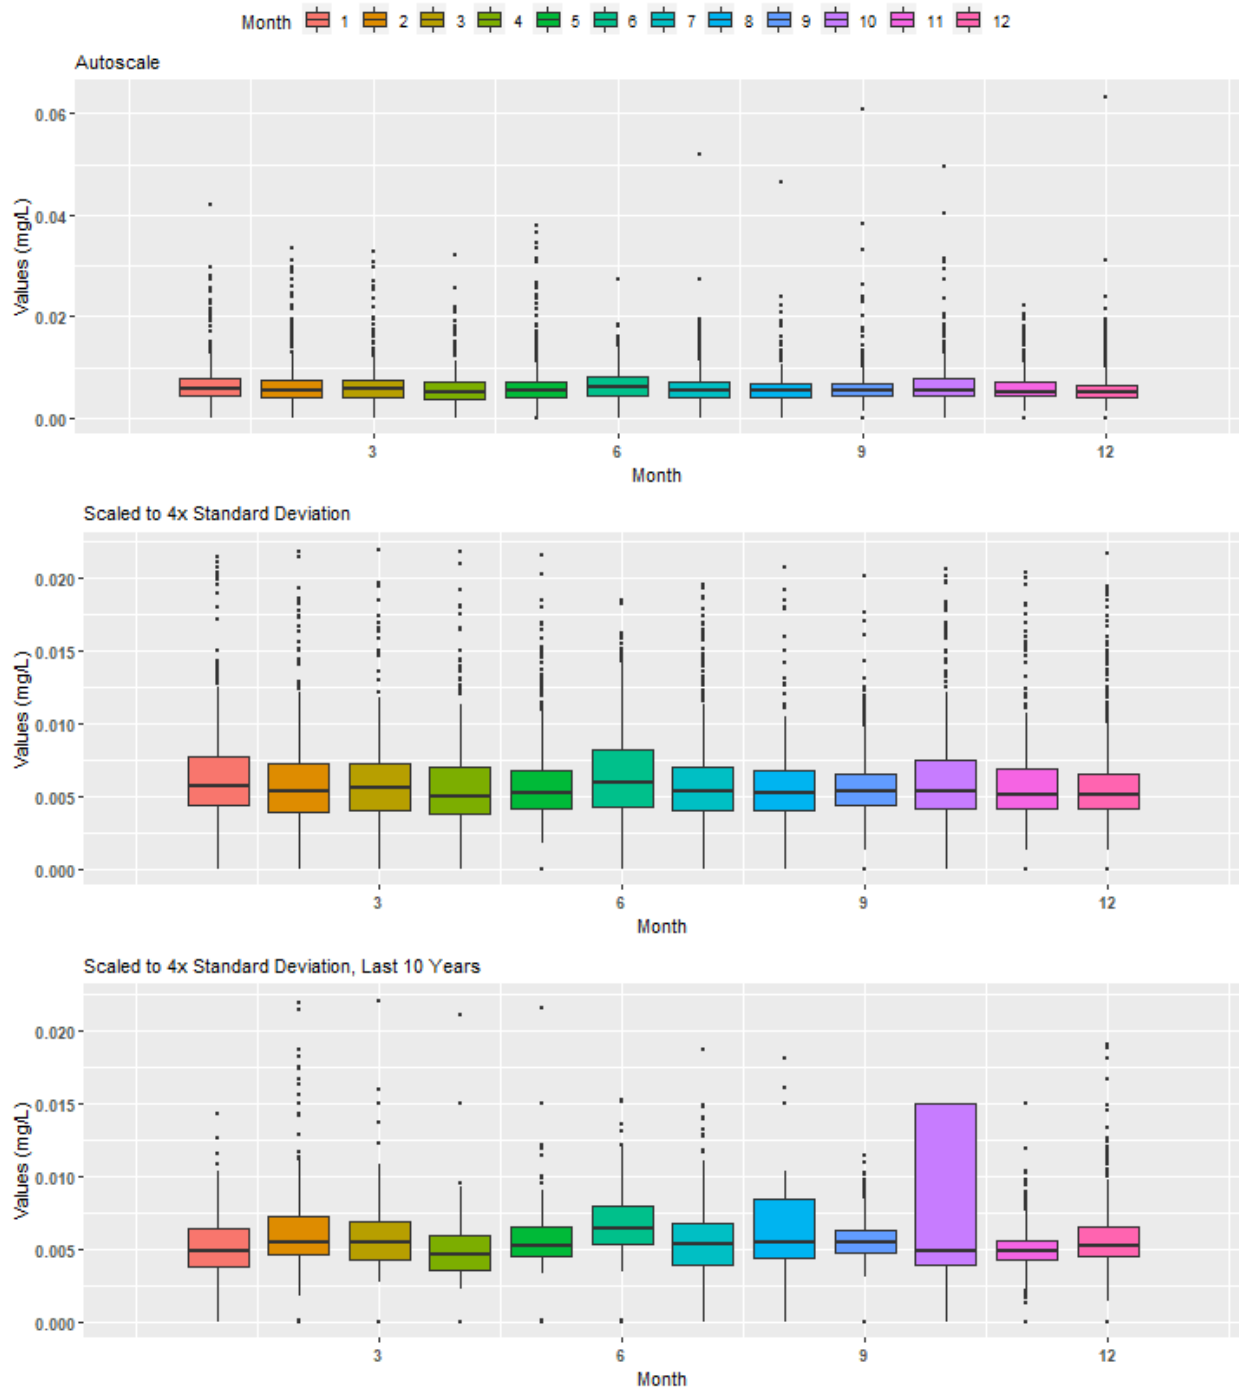 Month 1 2 3 4 5 6 7 8 9 10 11 12
Autoscale
Values (mg/L)
0.06
0.04
0.02
0.00
3 6 9 12
Month
Scaled to 4x Standard Deviation
Values (mg/L)
0.020
0.015
0.010
0.005
0.000
3 6 9 12
Month
Scaled to 4x Standard Deviation, Last 10 Years
Values (mg/L)
0.020
0.015
0.010
0.005
0.000
3 6 9 12
Month